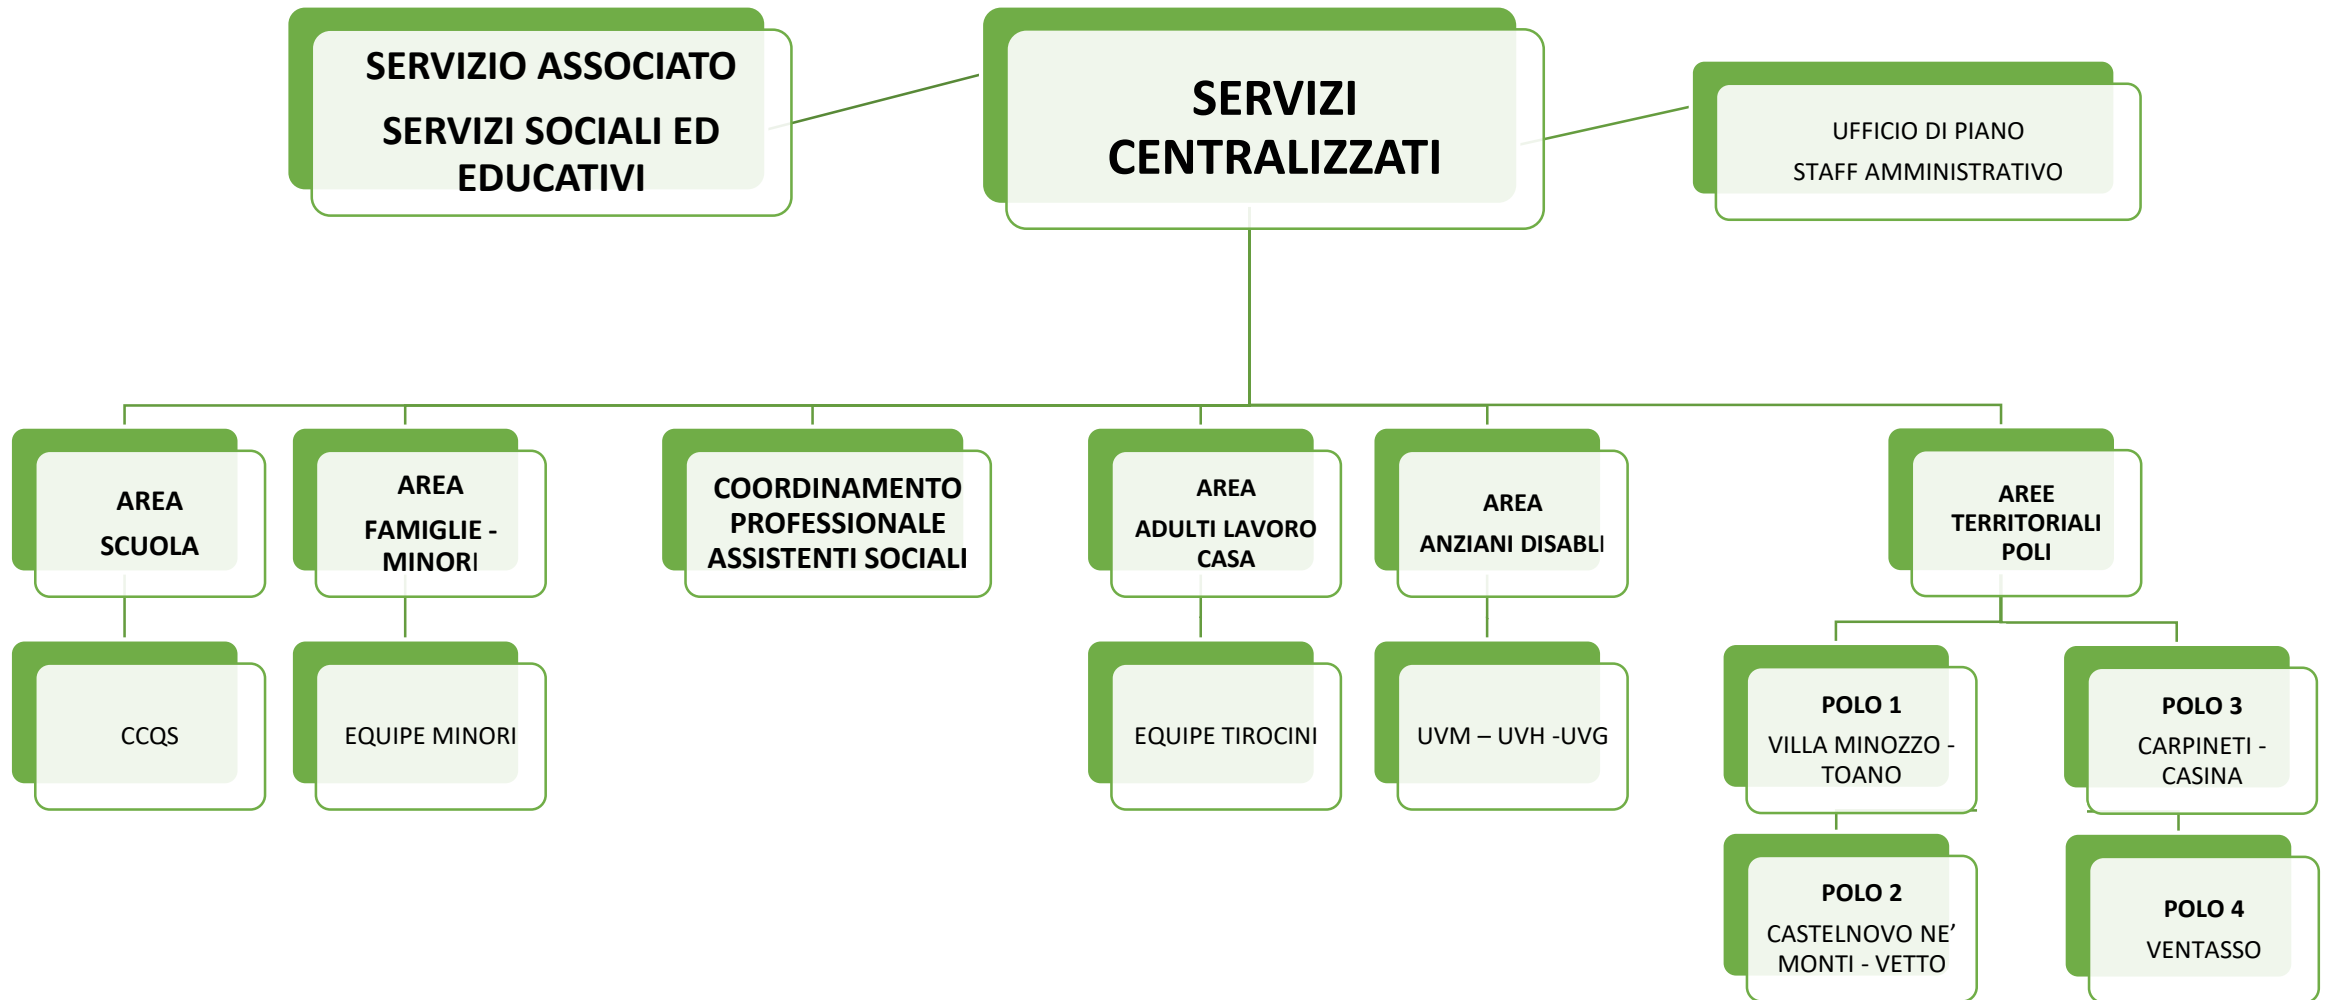 SERVIZIO ASSOCIATO
SERVIZI SOCIALI ED
EDUCATIVI
SERVIZI
CENTRALIZZATI
UFFICIO DI PIANO
STAFF AMMINISTRATIVO
AREA
SCUOLA
AREA
FAMIGLIE -
MINORI
COORDINAMENTO
PROFESSIONALE
ASSISTENTI SOCIALI
AREA
ADULTI LAVORO
CASA
AREA
ANZIANI DISABLI
AREE
TERRITORIALI
POLI
CCQS
EQUIPE MINORI
EQUIPE TIROCINI
UVM – UVH -UVG
POLO 1
VILLA MINOZZO -
TOANO
POLO 3
CARPINETI -
CASINA
POLO 2
CASTELNOVO NE’
MONTI - VETTO
POLO 4
VENTASSO